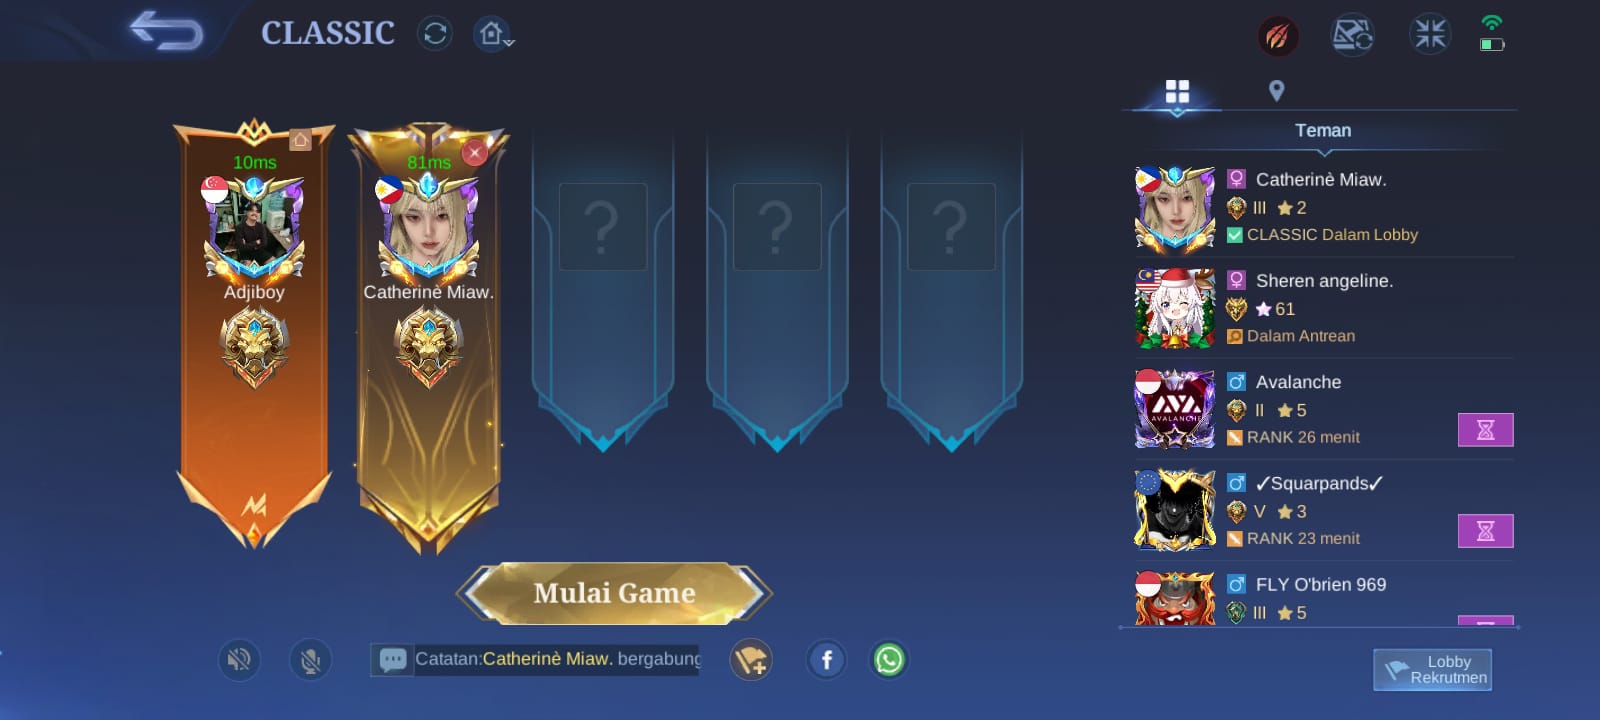 CLASSIC
10ms
81ms
Adjiboy
Catherinè Miaw.
?
?
?
Mulai Game
Catatan:Catherinè Miaw. bergabung
Teman
Catherinè Miaw.
III 2
CLASSIC Dalam Lobby
Sheren angeline.
61
Dalam Antrean
AVALANCHE
Avalanche
II 5
RANK 26 menit
✓Squarpands✓
V 3
RANK 23 menit
FLY O'brien 969
III 5
Lobby
Rekrutmen